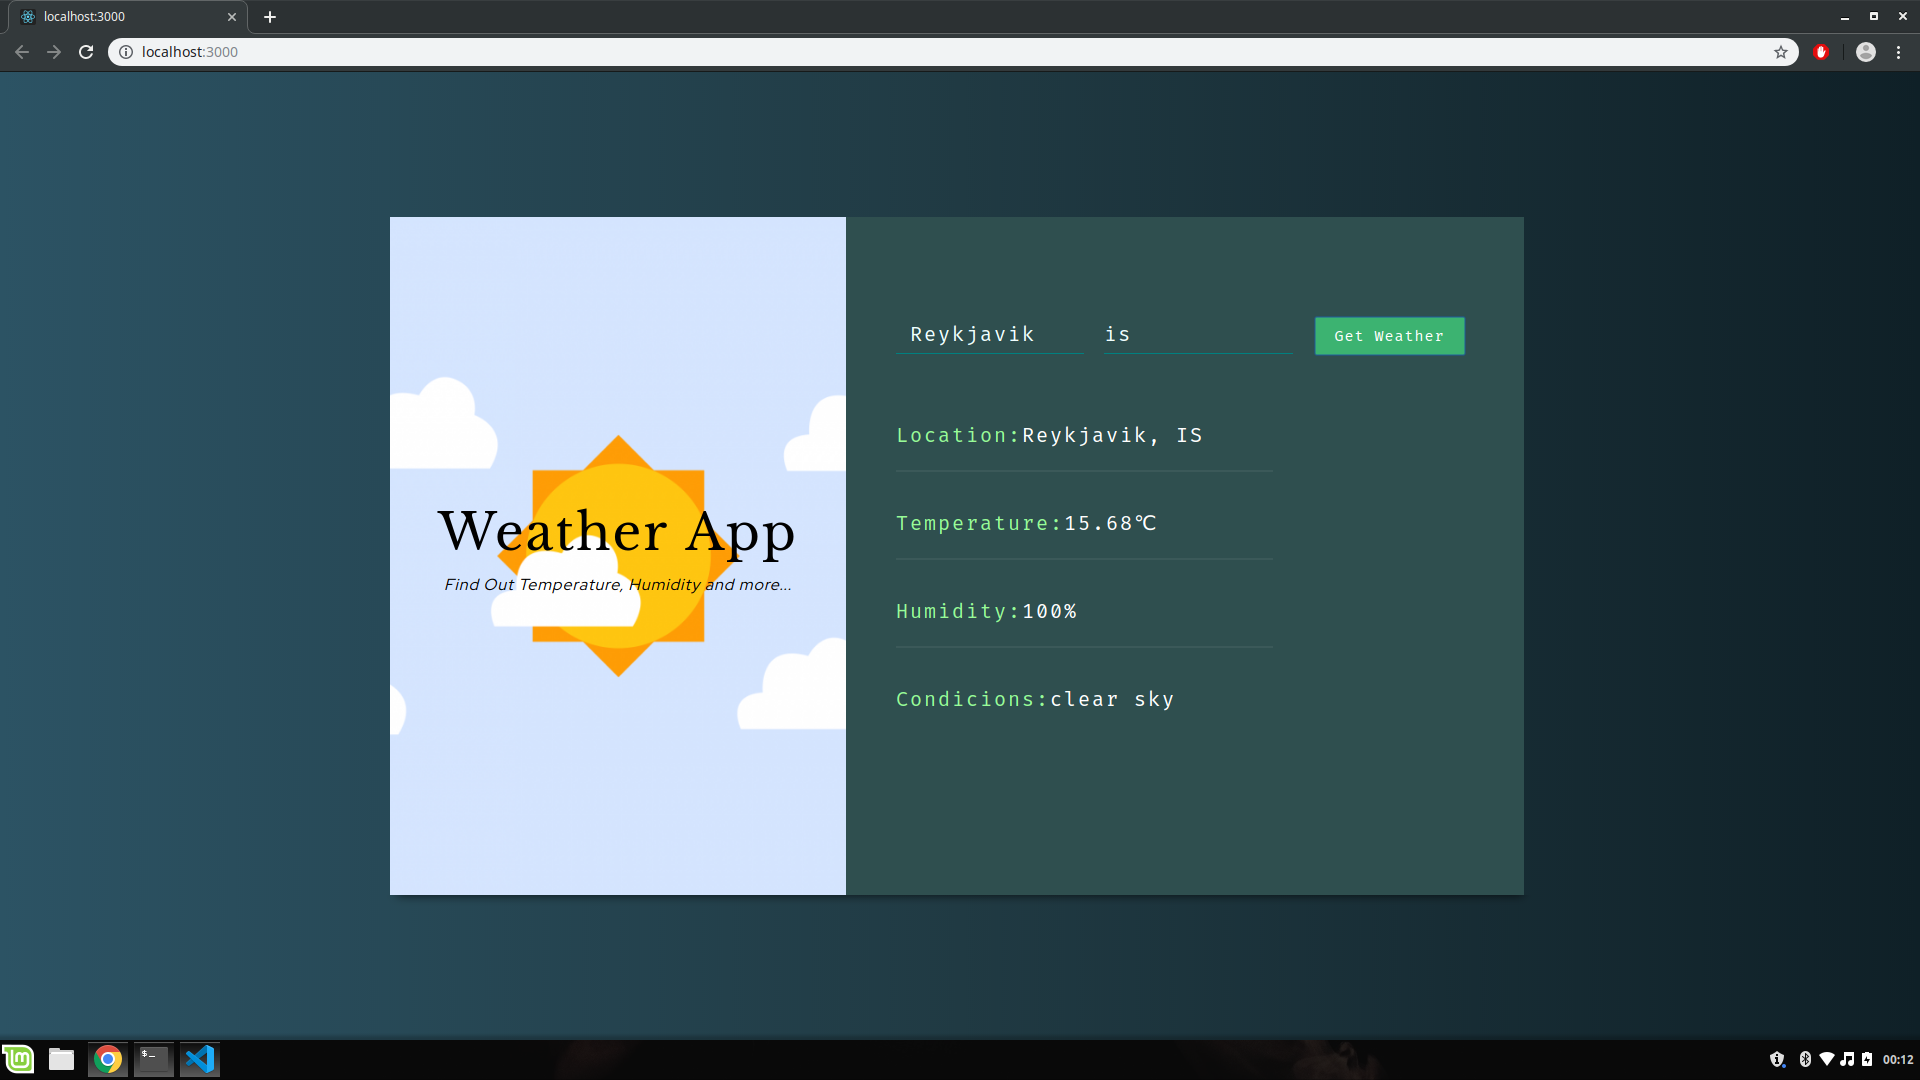 localhost:3000
localhost:3000
Weather App
Find Out Temperature, Humidity and more...
Reykjavik
is
Get Weather
Location:Reykjavik, IS
Temperature:15.68℃
Humidity:100%
Condicions:clear sky
$-
00:12